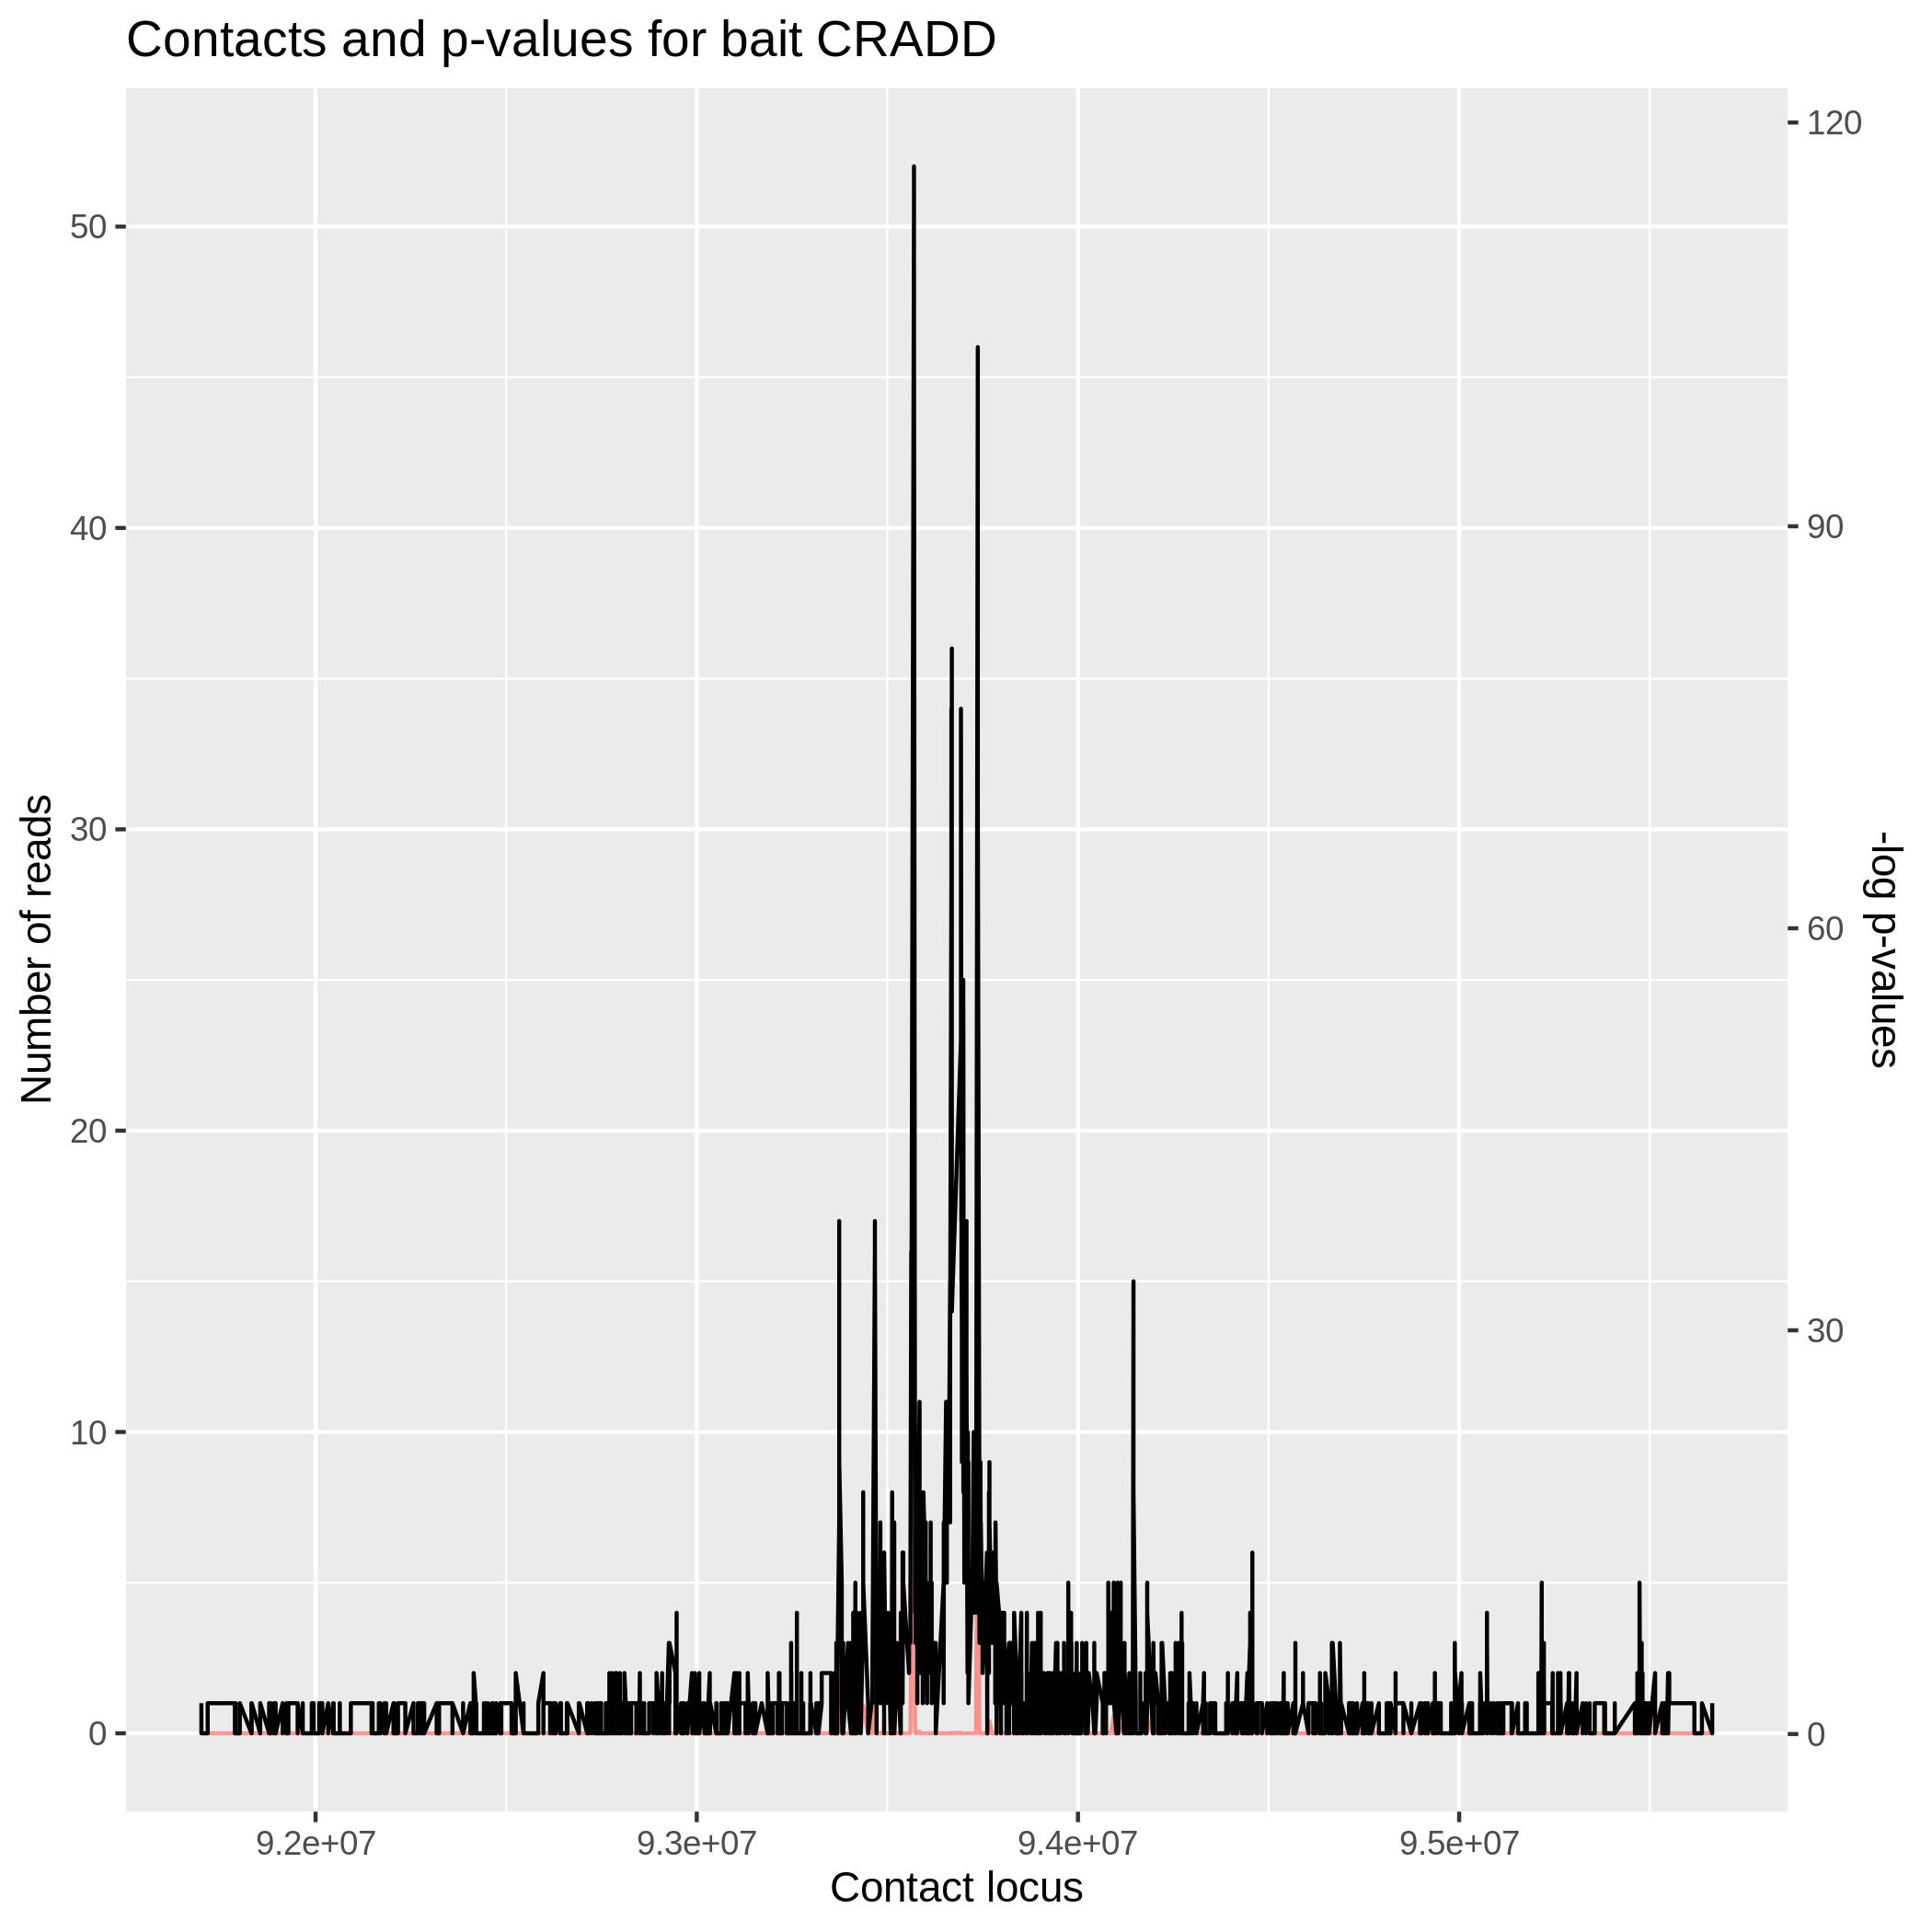 Contacts and p-values for bait CRADD
Number of reads
50
40
30
20
10
0
120
90
60
30
0
-log p-values
9.2e+07
9.3e+07
9.4e+07
9.5e+07
Contact locus